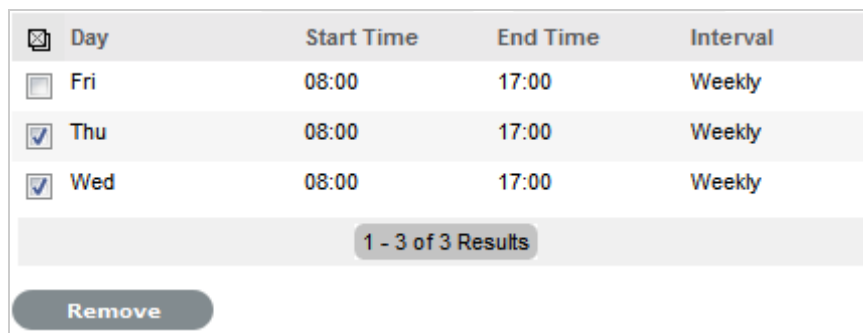 Day Start Time End Time Interval
Fri 08:00 17:00 Weekly
Thu 08:00 17:00 Weekly
Wed 08:00 17:00 Weekly
1 - 3 of 3 Results
Remove